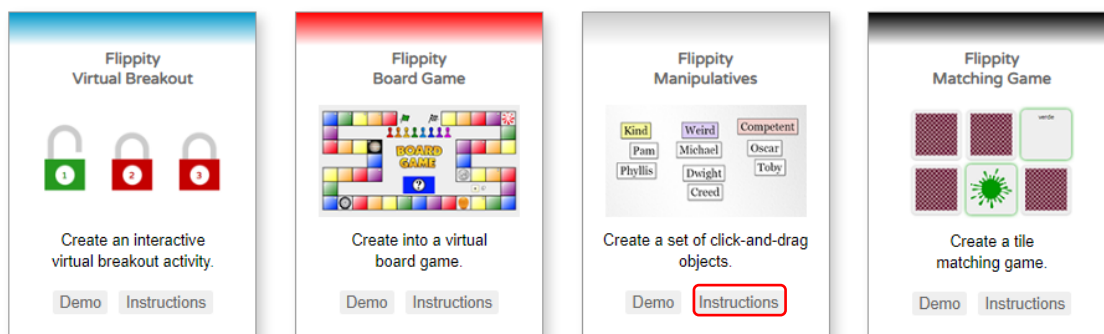 Flippity
Virtual Breakout
1
2
3
Create an interactive
virtual breakout activity.
Demo Instructions
Flippity
Board Game
BOARD
GAME
?
Create into a virtual
board game.
Demo Instructions
Flippity
Manipulatives
Kind Weird Competent
Pam Michael Oscar
Phyllis Dwight Toby
Creed
Create a set of click-and-drag
objects.
Demo Instructions
Flippity
Matching Game
verde
Create a tile
matching game.
Demo Instructions